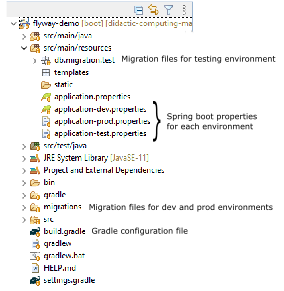 flyway-demo [boot] [didactic-computing-ma
src/main/java
src/main/resources
db.migration.test Migration files for testing environment
templates
static
application.properties
application-dev.properties
application-prod.properties
application-test.properties
Spring boot properties
for each environment
src/test/java
JRE System Library [JavaSE-11]
Project and External Dependencies
bin
gradle
migrations Migration files for dev and prod environments
src
build.gradle Gradle configuration file
gradlew
gradlew.bat
HELP.md
settings.gradle